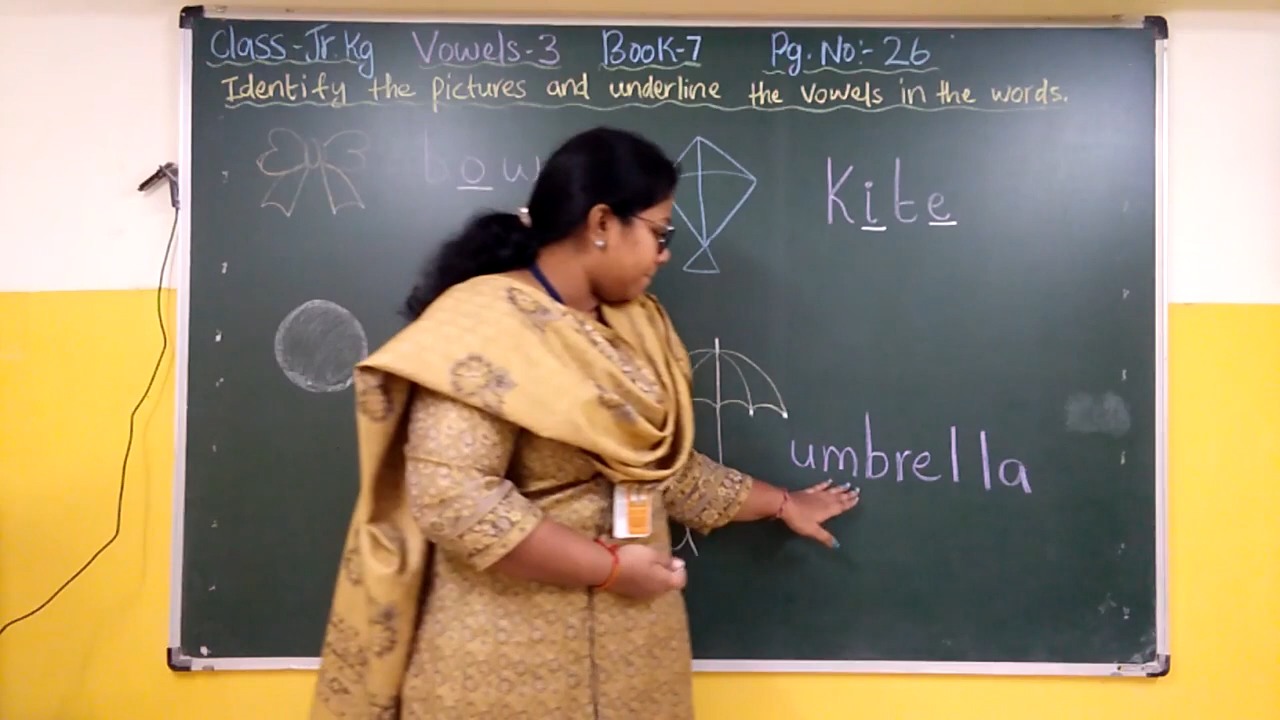 Class-Jr.Kg Vowels-3 Book-7 Pg.No:-26
Identify the pictures and underline the vowels in the words.
bow
Kite
umbrella